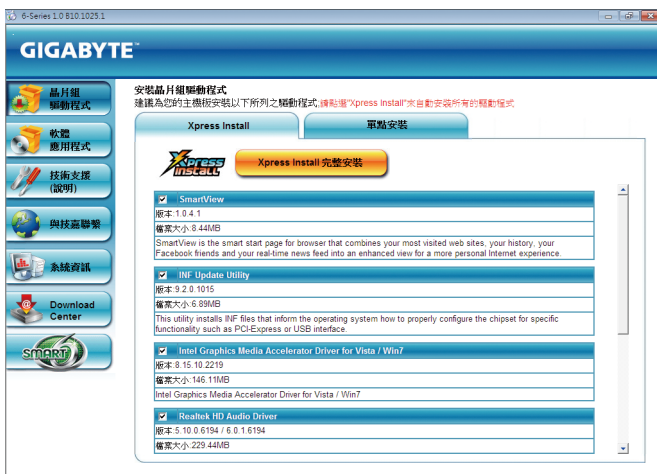 6-Series 1.0 B10.1025.1
GIGABYTE™
晶片組
驅動程式
軟體
應用程式
技術支援
(說明)
與技嘉聯繫
系統資訊
Download
Center
SMART6
安裝晶片組驅動程式
建議為您的主機板安裝以下所列之驅動程式;請點選"Xpress Install"來自動安裝所有的驅動程式
Xpress Install
單點安裝
Xpress
INSTALL
Xpress Install 完整安裝
SmartView
版本:1.0.4.1
檔案大小:8.44MB
SmartView is the smart start page for browser that combines your most visited web sites, your history, your
Facebook friends and your real-time news feed into an enhanced view for a more personal Internet experience.
INF Update Utility
版本:9.2.0.1015
檔案大小:6.89MB
This utility installs INF files that inform the operating system how to properly configure the chipset for specific
functionality such as PCI-Express or USB interface.
Intel Graphics Media Accelerator Driver for Vista / Win7
版本:8.15.10.2219
檔案大小:146.11MB
Intel Graphics Media Accelerator Driver for Vista / Win7
Realtek HD Audio Driver
版本:5.10.0.6194 / 6.0.1.6194
檔案大小:229.44MB